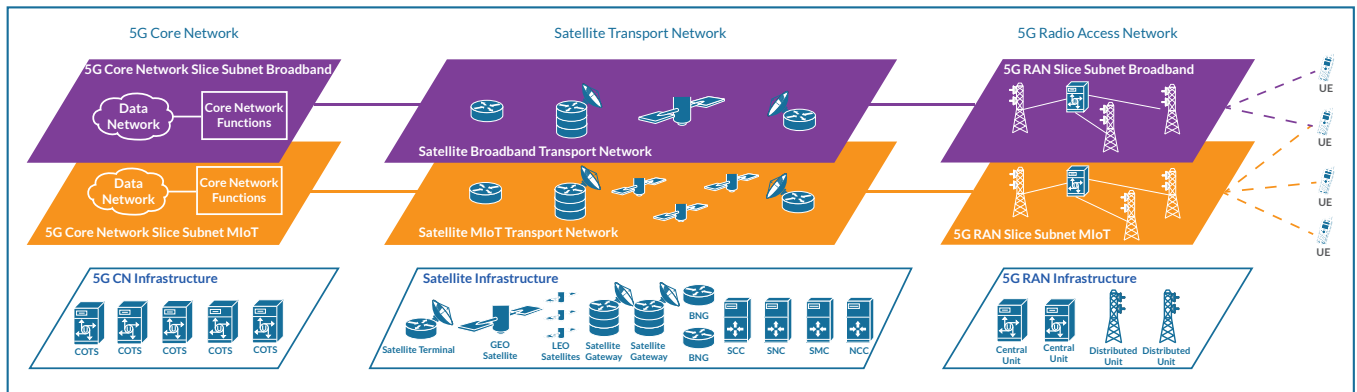 5G Core Network
Satellite Transport Network
5G Radio Access Network
5G Core Network Slice Subnet Broadband
Data
Network
Core Network
Functions
Satellite Broadband Transport Network
5G RAN Slice Subnet Broadband
UE
UE
UE
UE
Data
Network
Core Network
Functions
5G Core Network Slice Subnet MIoT
Satellite MIoT Transport Network
5G RAN Slice Subnet MIoT
5G CN Infrastructure
COTS
COTS
COTS
COTS
COTS
Satellite Infrastructure
Satellite Terminal
GEO
Satellite
LEO
Satellites
Satellite
Gateway
Satellite
Gateway
BNG
BNG
SCC
SNC
SMC
NCC
5G RAN Infrastructure
Central
Unit
Central
Unit
Distributed
Unit
Distributed
Unit